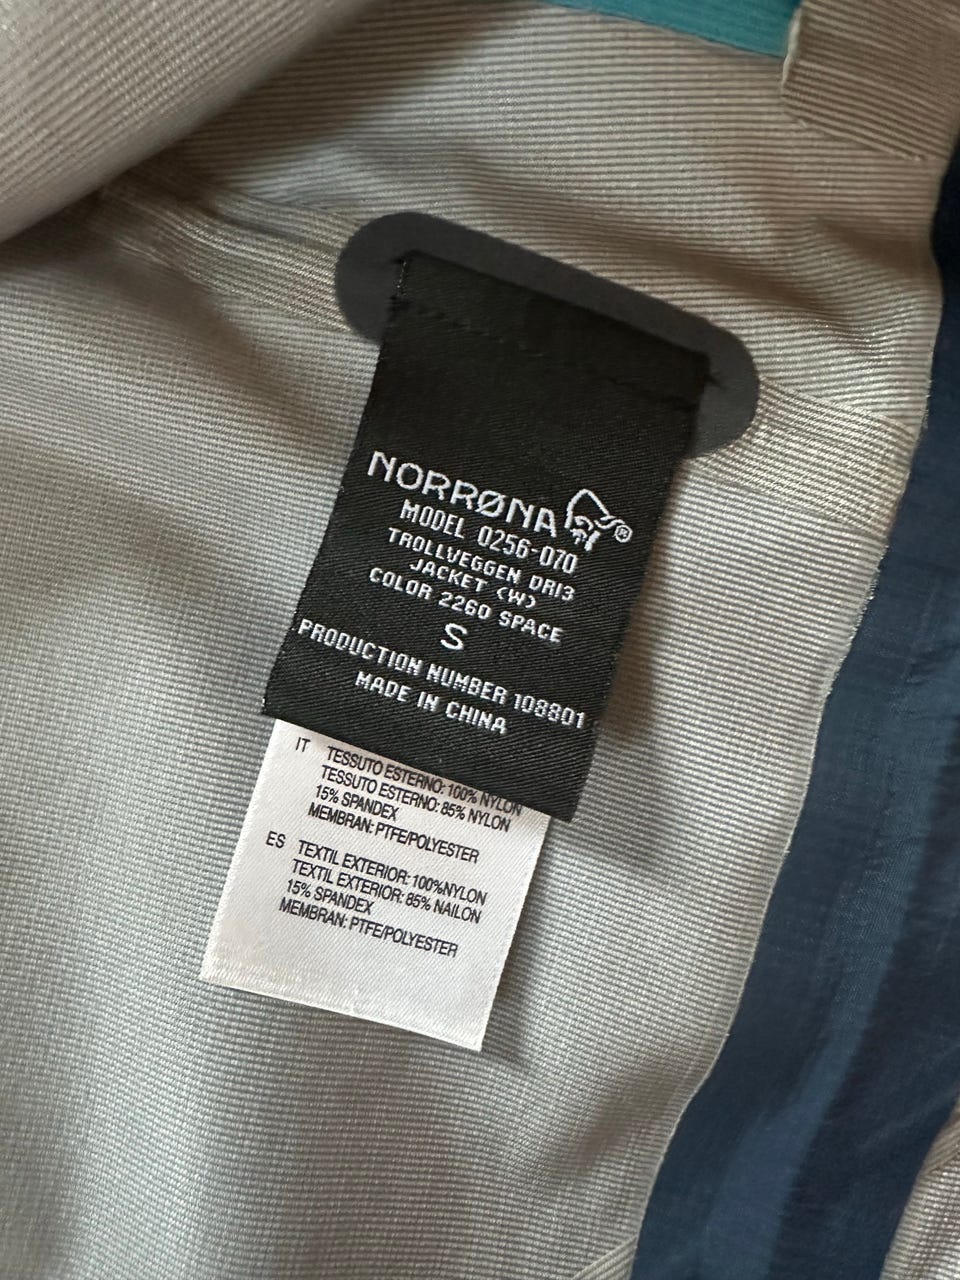 NORRØNA ®
MODEL 0256-070
TROLLVEGGEN DRI3
JACKET (W)
COLOR 2260 SPACE
S
PRODUCTION NUMBER 108801
MADE IN CHINA
IT TESSUTO ESTERNO: 100% NYLON
TESSUTO ESTERNO: 85% NYLON
15% SPANDEX
MEMBRAN: PTFE/POLYESTER
ES TEXTIL EXTERIOR: 100%NYLON
TEXTIL EXTERIOR: 85% NAILON
15% SPANDEX
MEMBRAN: PTFE/POLYESTER